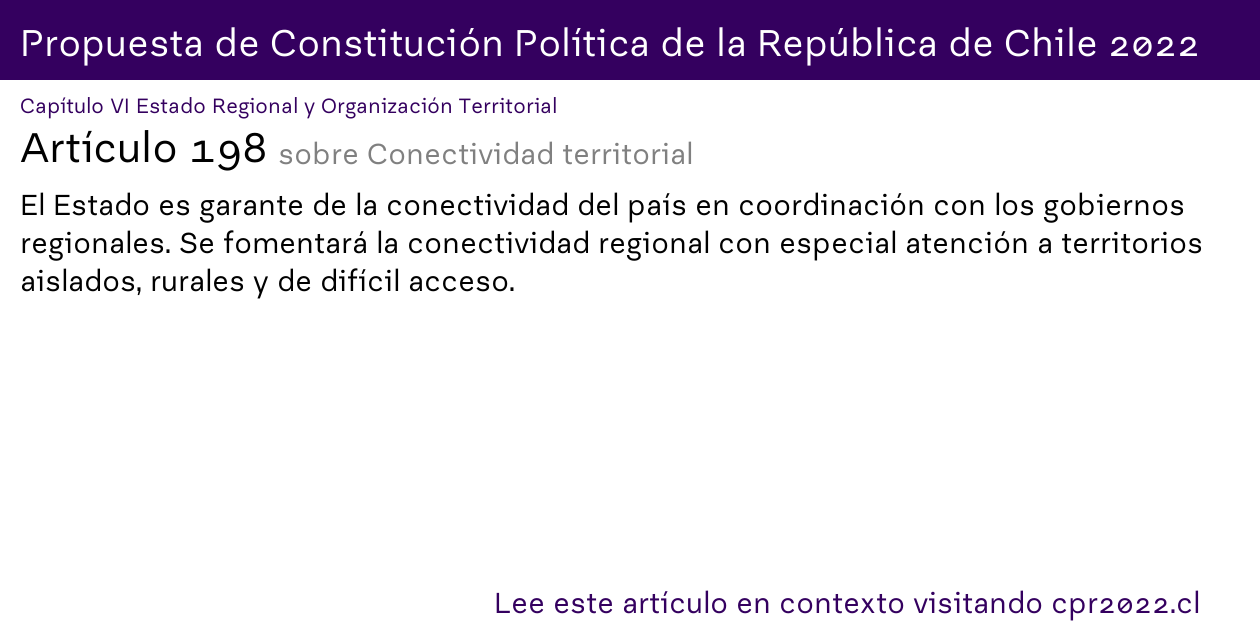 Propuesta de Constitución Política de la República de Chile 2022
Capítulo VI Estado Regional y Organización Territorial
Artículo 198 sobre Conectividad territorial
El Estado es garante de la conectividad del país en coordinación con los gobiernos
regionales. Se fomentará la conectividad regional con especial atención a territorios
aislados, rurales y de difícil acceso.
Lee este artículo en contexto visitando cpr2022.cl